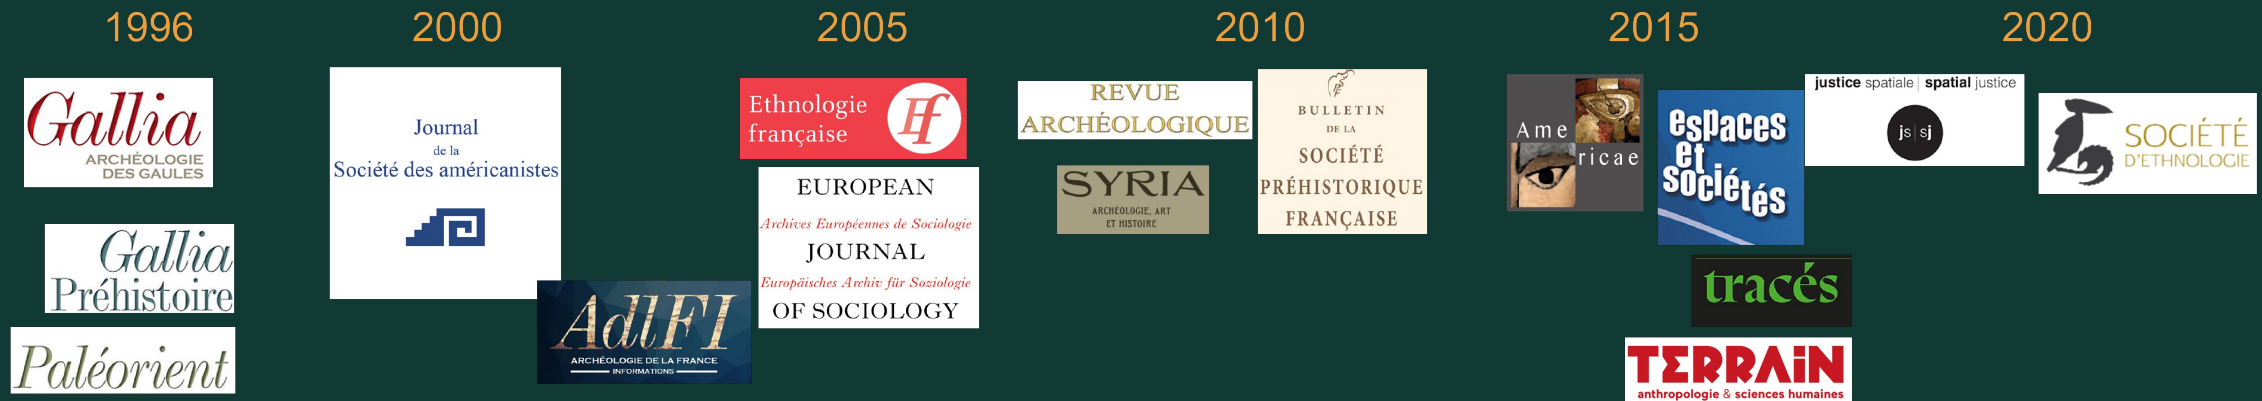 1996
2000
2005
2010
2015
2020
Gallia
ARCHÉOLOGIE
DES GAULES
Gallia
Préhistoire
Paléorient
Journal
de la
Société des américanistes
AdlFI
ARCHÉOLOGIE DE LA FRANCE
INFORMATIONS
Ethnologie
française
Ef
EUROPEAN
Archives Européennes de Sociologie
JOURNAL
Europäisches Archiv für Soziologie
OF SOCIOLOGY
REVUE
ARCHÉOLOGIQUE
SYRIA
ARCHÉOLOGIE, ART
ET HISTOIRE
BULLETIN
DE LA
SOCIÉTÉ
PRÉHISTORIQUE
FRANÇAISE
Ame
ricae
espaces
et
sociétés
tracés
TERRAIN
anthropologie & sciences humaines
justice spatiale | spatial justice
js|sj
SOCIÉTÉ
D'ETHNOLOGIE